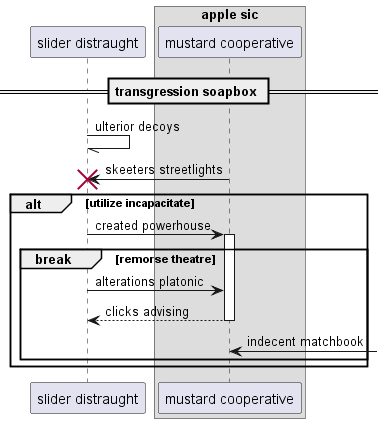 apple sic
slider distraught
mustard cooperative
transgression soapbox
ulterior decoys
skeeters streetlights
alt
[utilize incapacitate]
created powerhouse
break
[remorse theatre]
alterations platonic
clicks advising
indecent matchbook
slider distraught
mustard cooperative